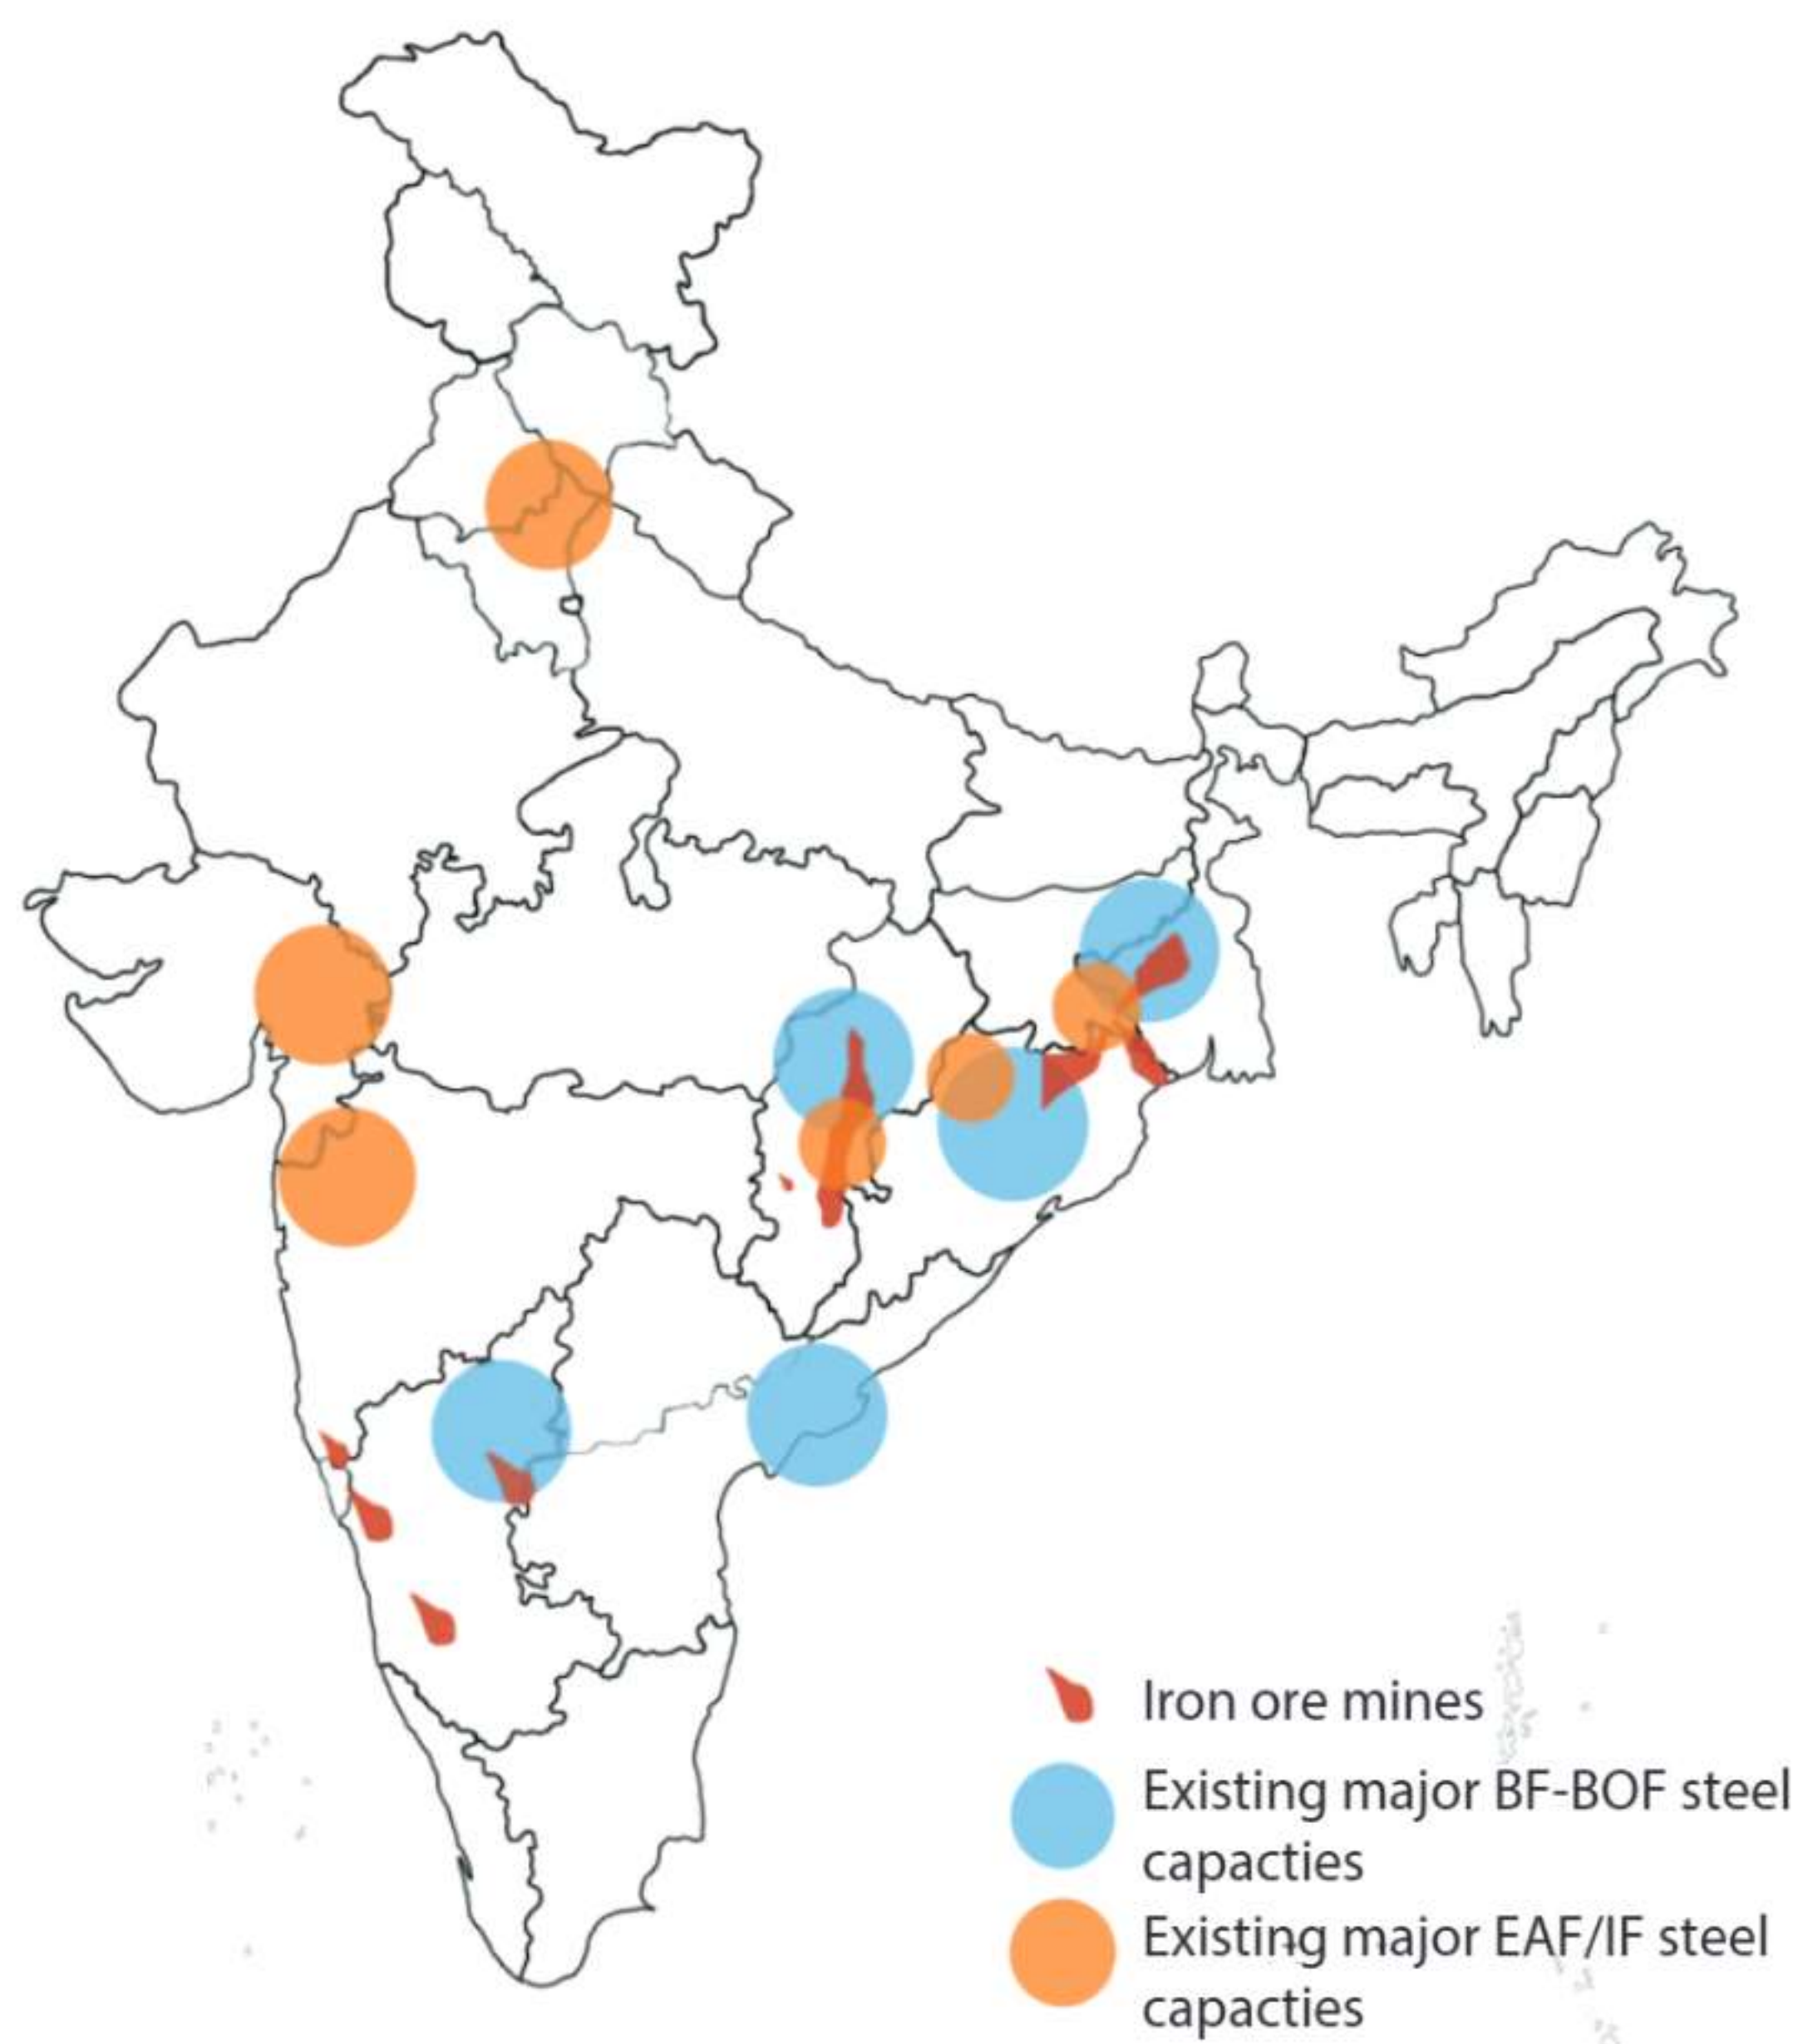 Iron ore mines
Existing major BF-BOF steel
capacties
Existing major EAF/IF steel
capacties